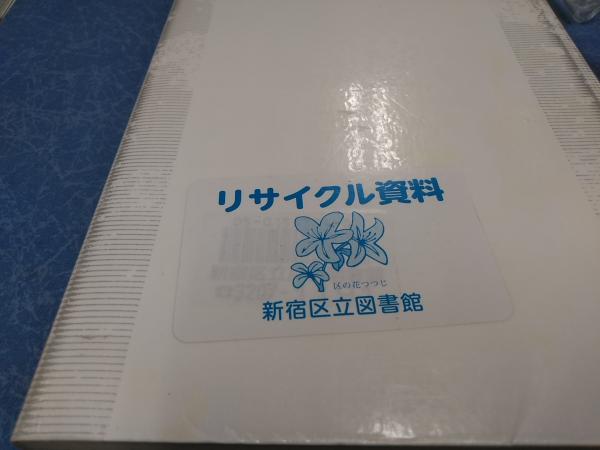 リサイクル資料
区の花つつじ
新宿区立図書館